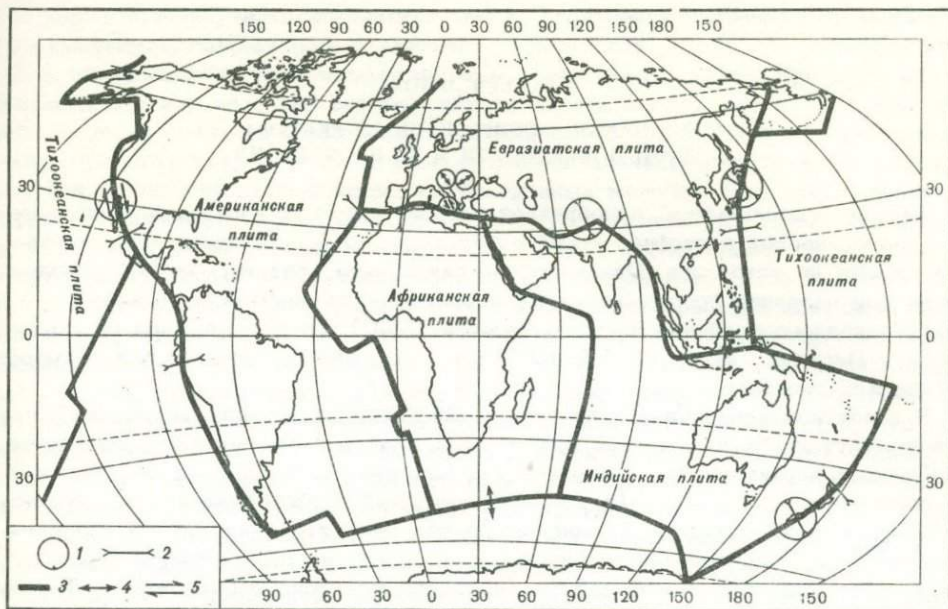 150 120 90 60 30 0 30 60 90 120 150 180 150
Тихоокеанская плита
Евразиатская плита
30
30
Американская
плита
Тихоокеанская
плита
Африканская
плита
0
0
30
Индийская плита
30
1
2
3
4
5
90 60 30 0 30 60 90 120 150 180 150